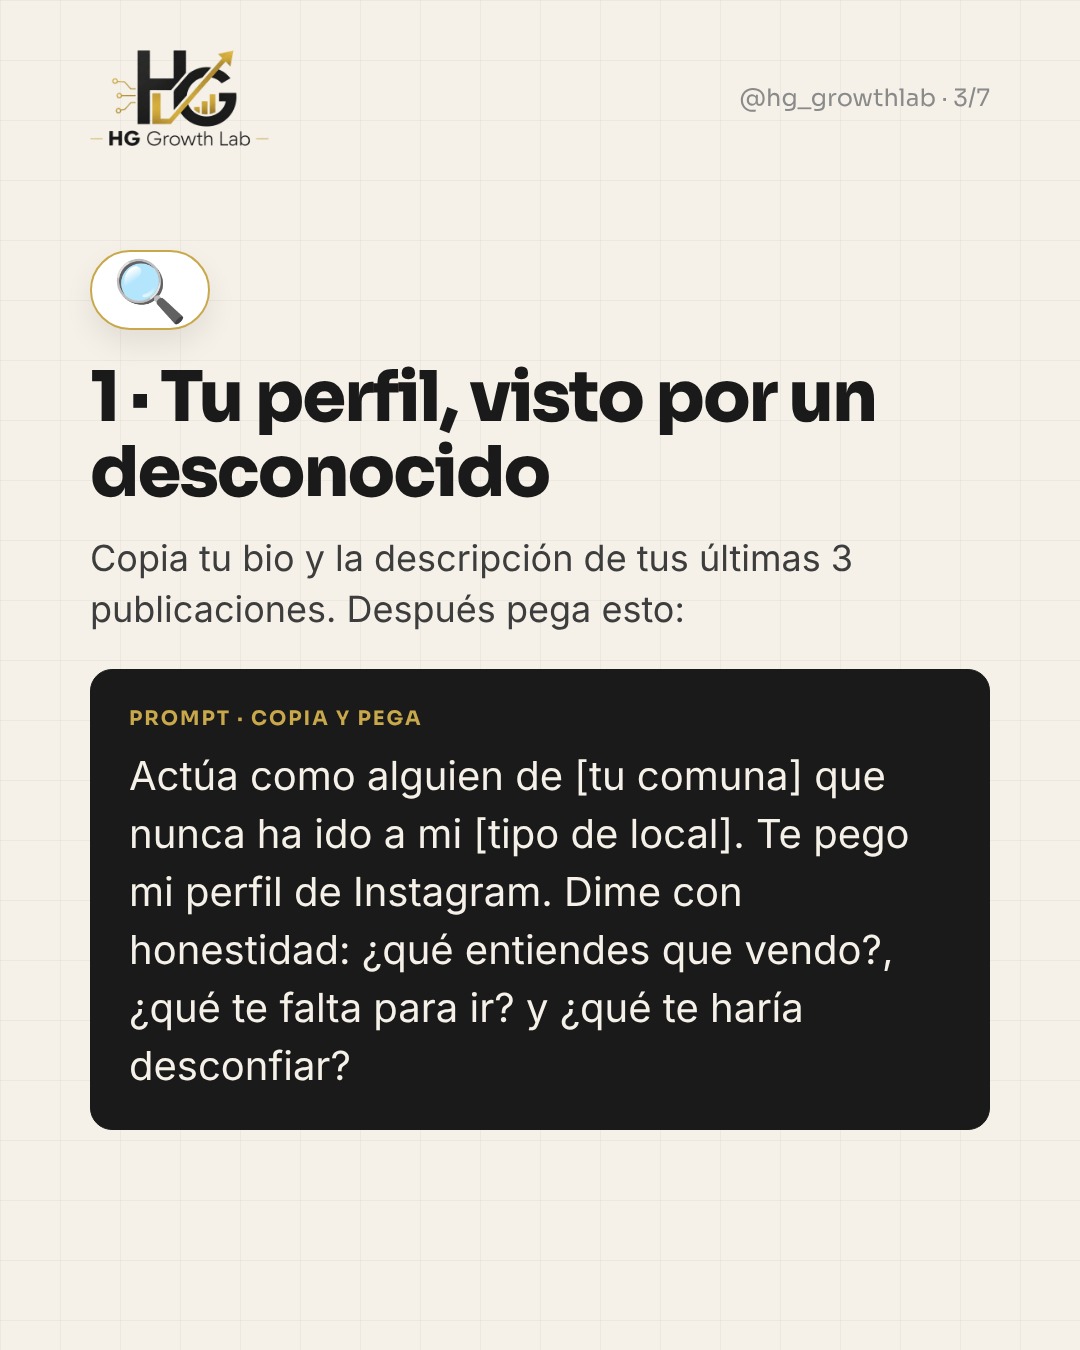 HG
HG Growth Lab
@hg_growthlab · 3/7
1 · Tu perfil, visto por un
desconocido
Copia tu bio y la descripción de tus últimas 3
publicaciones. Después pega esto:
PROMPT · COPIA Y PEGA
Actúa como alguien de [tu comuna] que
nunca ha ido a mi [tipo de local]. Te pego
mi perfil de Instagram. Dime con
honestidad: ¿qué entiendes que vendo?,
¿qué te falta para ir? y ¿qué te haría
desconfiar?